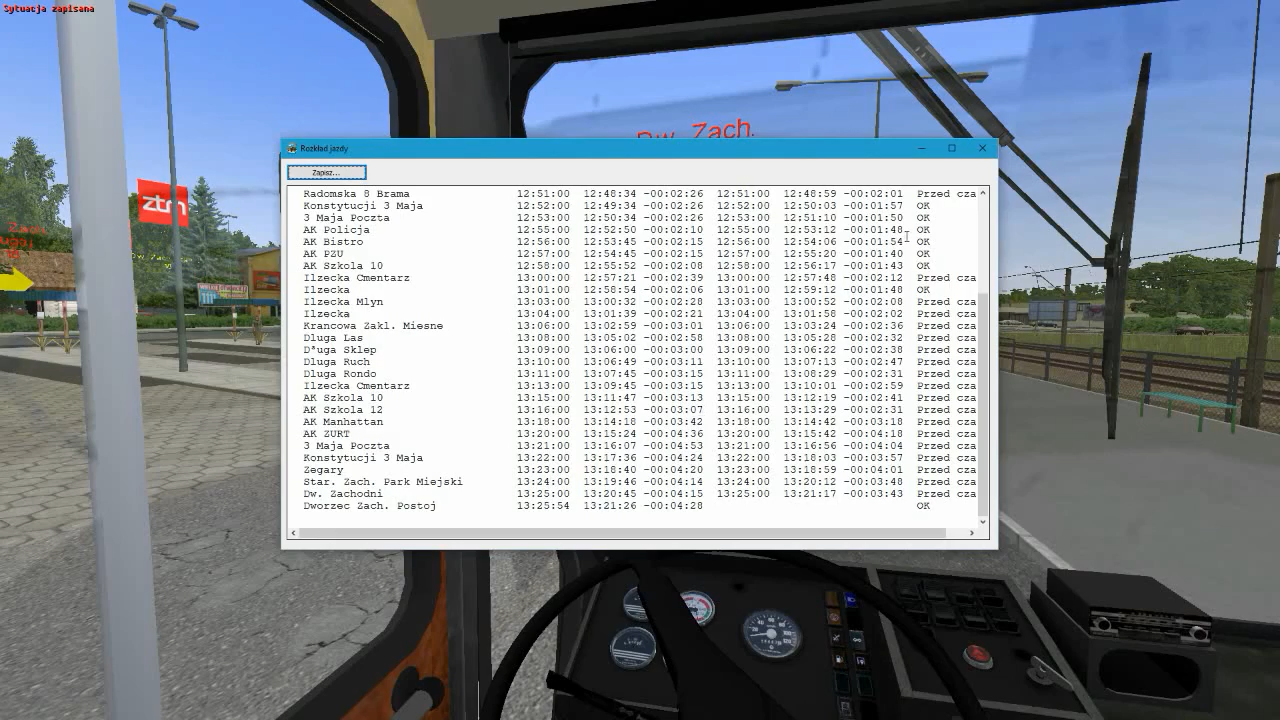 Sytuacja zapisana
Dw. Zach.
ztm
Rozkład jazdy
Zapisz...
Radomska 8 Brama 12:51:00 12:48:34 -00:02:26 12:51:00 12:48:59 -00:02:01 Przed cza
Konstytucji 3 Maja 12:52:00 12:49:34 -00:02:26 12:52:00 12:50:03 -00:01:57 OK
3 Maja Poczta 12:53:00 12:50:34 -00:02:26 12:53:00 12:51:10 -00:01:50 OK
AK Policja 12:55:00 12:52:50 -00:02:10 12:55:00 12:53:12 -00:01:48 OK
AK Bistro 12:56:00 12:53:45 -00:02:15 12:56:00 12:54:06 -00:01:54 OK
AK PZU 12:57:00 12:54:45 -00:02:15 12:57:00 12:55:20 -00:01:40 OK
AK Szkola 10 12:58:00 12:55:52 -00:02:08 12:58:00 12:56:17 -00:01:43 OK
Ilzecka Cmentarz 13:00:00 12:57:21 -00:02:39 13:00:00 12:57:48 -00:02:12 Przed cza
Ilzecka 13:01:00 12:58:54 -00:02:06 13:01:00 12:59:12 -00:01:48 OK
Ilzecka Mlyn 13:03:00 13:00:32 -00:02:28 13:03:00 13:00:52 -00:02:08 Przed cza
Ilzecka 13:04:00 13:01:39 -00:02:21 13:04:00 13:01:58 -00:02:02 Przed cza
Krancowa Zakl. Miesne 13:06:00 13:02:59 -00:03:01 13:06:00 13:03:24 -00:02:36 Przed cza
Dluga Las 13:08:00 13:05:02 -00:02:58 13:08:00 13:05:28 -00:02:32 Przed cza
D*uga Sklep 13:09:00 13:06:00 -00:03:00 13:09:00 13:06:22 -00:02:38 Przed cza
Dluga Ruch 13:10:00 13:06:49 -00:03:11 13:10:00 13:07:13 -00:02:47 Przed cza
Dluga Rondo 13:11:00 13:07:45 -00:03:15 13:11:00 13:08:29 -00:02:31 Przed cza
Ilzecka Cmentarz 13:13:00 13:09:45 -00:03:15 13:13:00 13:10:01 -00:02:59 Przed cza
AK Szkola 10 13:15:00 13:11:47 -00:03:13 13:15:00 13:12:19 -00:02:41 Przed cza
AK Szkola 12 13:16:00 13:12:53 -00:03:07 13:16:00 13:13:29 -00:02:31 Przed cza
AK Manhattan 13:18:00 13:14:18 -00:03:42 13:18:00 13:14:42 -00:03:18 Przed cza
AK ZURT 13:20:00 13:15:24 -00:04:36 13:20:00 13:15:42 -00:04:18 Przed cza
3 Maja Poczta 13:21:00 13:16:07 -00:04:53 13:21:00 13:16:56 -00:04:04 Przed cza
Konstytucji 3 Maja 13:22:00 13:17:36 -00:04:24 13:22:00 13:18:03 -00:03:57 Przed cza
Zegary 13:23:00 13:18:40 -00:04:20 13:23:00 13:18:59 -00:04:01 Przed cza
Star. Zach. Park Miejski 13:24:00 13:19:46 -00:04:14 13:24:00 13:20:12 -00:03:48 Przed cza
Dw. Zachodni 13:25:00 13:20:45 -00:04:15 13:25:00 13:21:17 -00:03:43 Przed cza
Dworzec Zach. Postoj 13:25:54 13:21:26 -00:04:28 OK